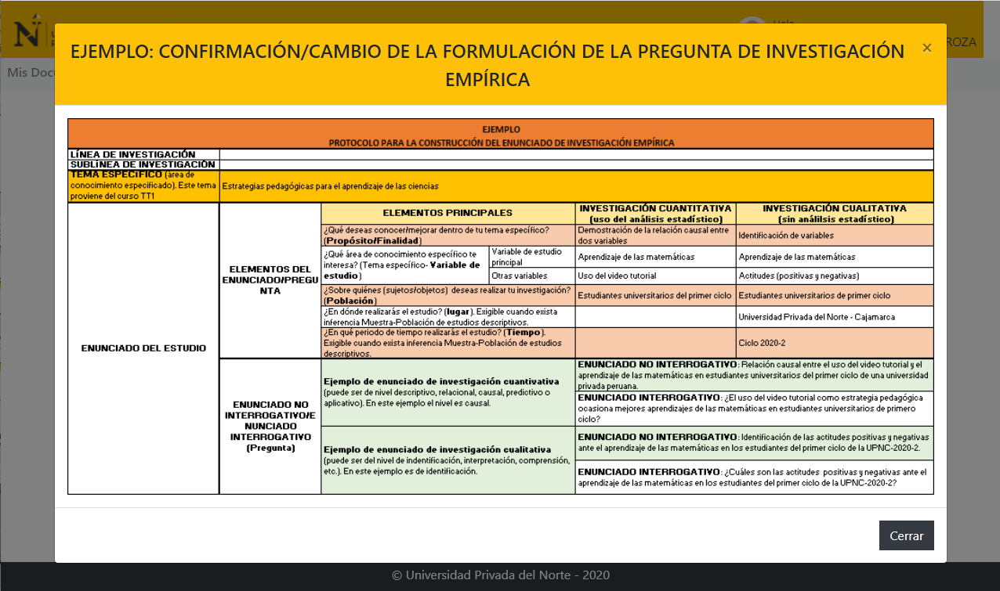 Hola
ROZA
Mis Docu
EJEMPLO: CONFIRMACIÓN/CAMBIO DE LA FORMULACIÓN DE LA PREGUNTA DE INVESTIGACIÓN
EMPÍRICA
×
EJEMPLO
PROTOCOLO PARA LA CONSTRUCCIÓN DEL ENUNCIADO DE INVESTIGACIÓN EMPÍRICA
LÍNEA DE INVESTIGACIÓN
SUBLÍNEA DE INVESTIGACIÓN
TEMA ESPECÍFICO (área de
conocimiento especificado). Este tema
proviene del curso TT1
Estrategias pedagógicas para el aprendizaje de las ciencias
ENUNCIADO DEL ESTUDIO
ELEMENTOS DEL
ENUNCIADO/PREGU
NTA
ELEMENTOS PRINCIPALES
INVESTIGACIÓN CUANTITATIVA
(uso del análisis estadístico)
INVESTIGACIÓN CUALITATIVA
(sin análilsis estadístico)
¿Qué deseas conocer/mejorar dentro de tu tema específico?
(Propósito/Finalidad)
Demostración de la relación causal entre
dos variables
Identificación de variables
¿Qué área de conocimiento específico te
interesa? (Tema específico- Variable de
estudio)
Variable de estudio
principal
Aprendizaje de las matemáticas
Aprendizaje de las matemáticas
Otras variables
Uso del video tutorial
Actitudes (positivas y negativas)
¿Sobre quiénes (sujetos/objetos) deseas realizar tu investigación?
(Población)
Estudiantes universitarios del primer ciclo
Estudiantes universitarios de primer ciclo
¿En dónde realizarás el estudio? (lugar). Exigible cuando exista
inferencia Muestra-Población de estudios descriptivos.
Universidad Privada del Norte - Cajamarca
¿En qué periodo de tiempo realizarás el estudio? (Tiempo).
Exigible cuando exista inferencia Muestra-Población de estudios
descriptivos.
Ciclo 2020-2
ENUNCIADO NO
INTERROGATIVO/E
NUNCIADO
INTERROGATIVO
(Pregunta)
Ejemplo de enunciado de investigación cuantivativa
(puede ser de nivel descriptivo, relacional, causal, predictivo o
aplicativo). En este ejemplo el nivel es causal.
ENUNCIADO NO INTERROGATIVO: Relación causal entre el uso del video tutorial y el
aprendizaje de las matemáticas en estudiantes universitarios del primer ciclo de una universidad
privada peruana.
ENUNCIADO INTERROGATIVO: ¿El uso del video tutorial como estrategia pedagógica
ocasiona mejores aprendizajes de las matemáticas en estudiantes universitarios de primero
ciclo?
Ejemplo de enunciado de investigación cualitativa
(puede ser del nivel de indentificación, interpretación, comprensión,
etc.). En este ejemplo es de identificación.
ENUNCIADO NO INTERROGATIVO: Identificación de las actitudes positivas y negativas
ante el aprendizaje de las matemáticas en los estudiantes del primer ciclo de la UPNC-2020-2.
ENUNCIADO INTERROGATIVO: ¿Cuáles son las actitudes positivas y negativas ante el
aprendizaje de las matemáticas en los estudiantes del primer ciclo de la UPNC-2020-2?
Cerrar
© Universidad Privada del Norte - 2020